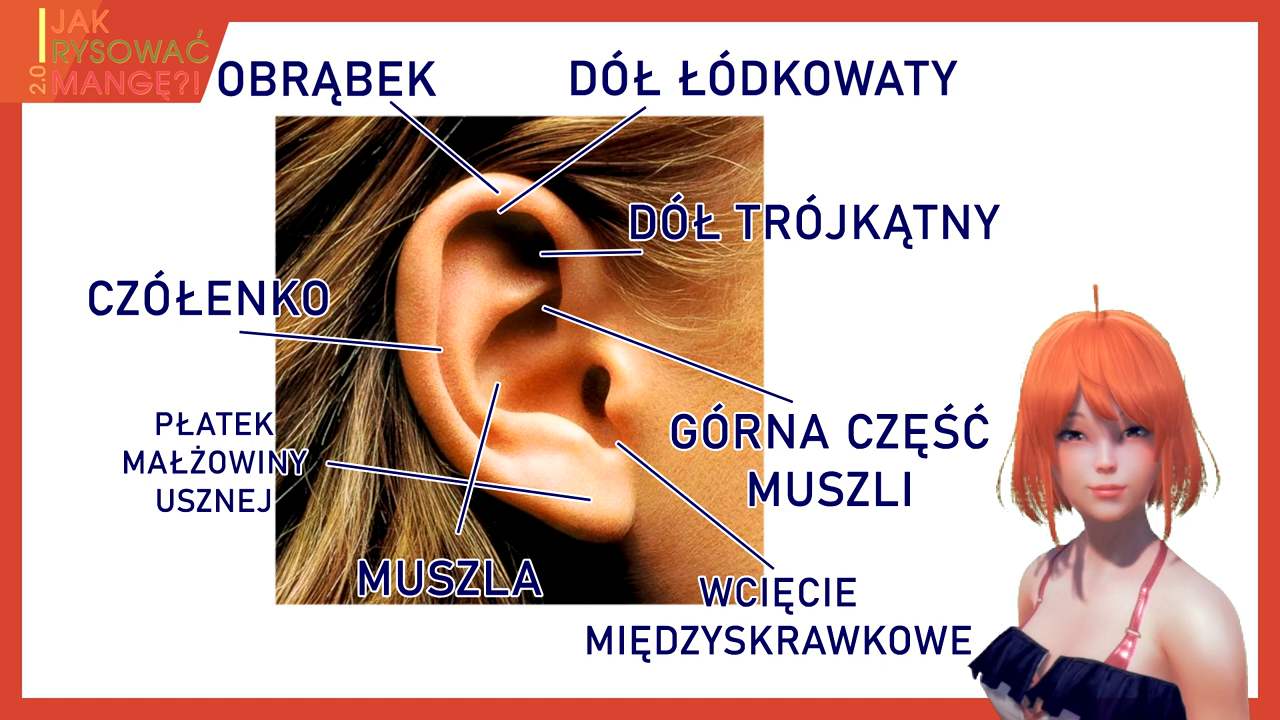 JAK
RYSOWAĆ
MANGĘ?!
2.0
OBRĄBEK
DÓŁ ŁÓDKOWATY
DÓŁ TRÓJKĄTNY
CZÓŁENKO
PŁATEK
MAŁŻOWINY
USZNEJ
GÓRNA CZĘŚĆ
MUSZLI
MUSZLA
WCIĘCIE
MIĘDZYSKRAWKOWE